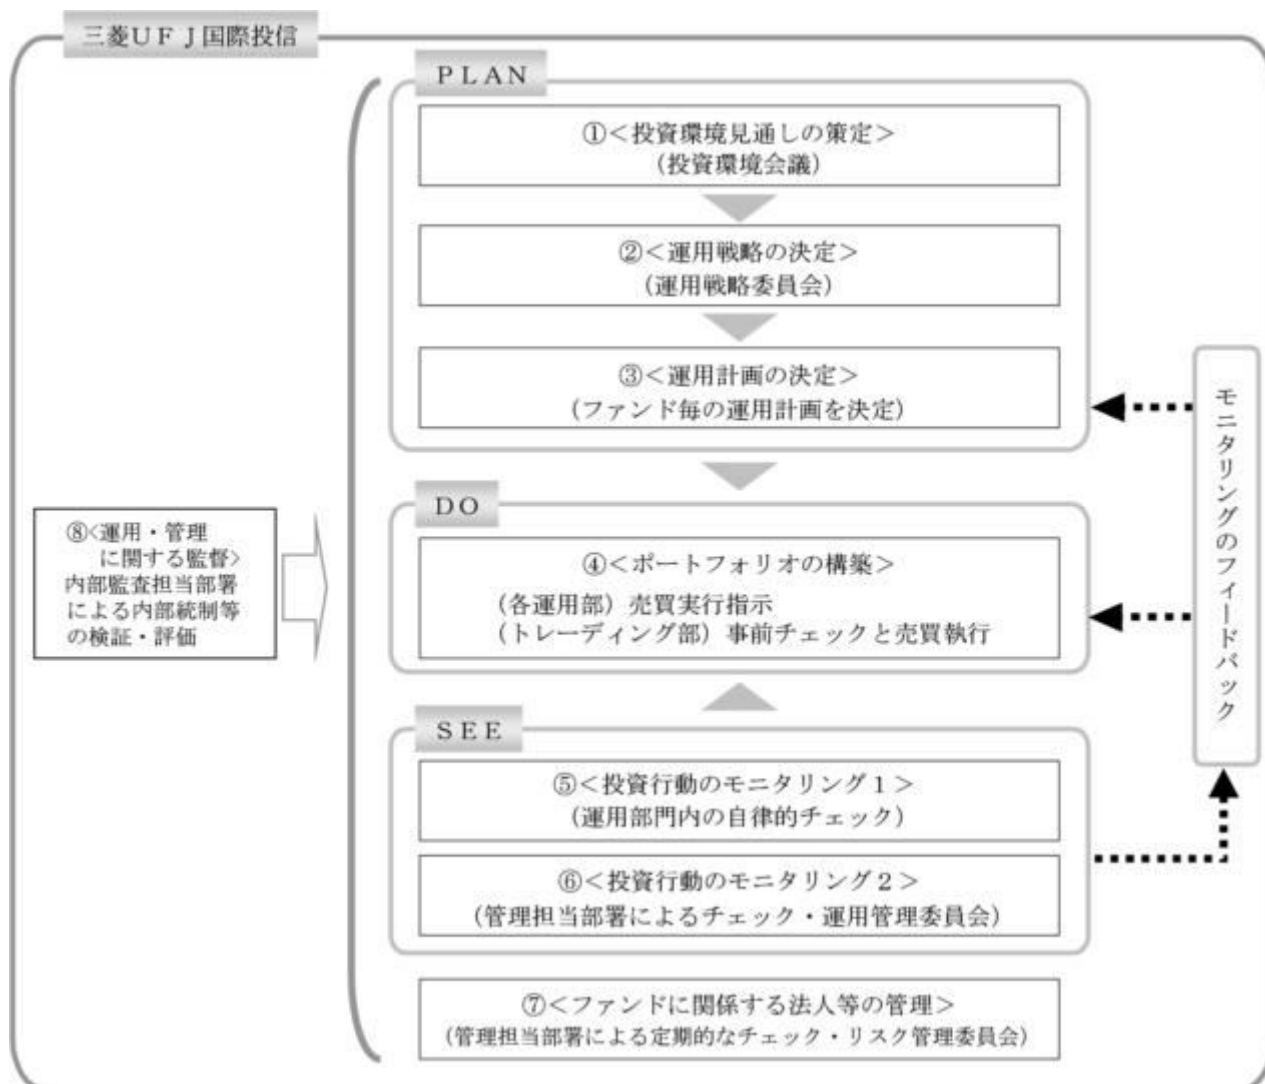 三菱ＵＦＪ国際投信
ＰＬＡＮ
①＜投資環境見通しの策定＞
（投資環境会議）
②＜運用戦略の決定＞
（運用戦略委員会）
③＜運用計画の決定＞
（ファンド毎の運用計画を決定）
ＤＯ
④＜ポートフォリオの構築＞
（各運用部）売買実行指示
（トレーディング部）事前チェックと売買執行
ＳＥＥ
⑤＜投資行動のモニタリング１＞
（運用部門内の自律的チェック）
⑥＜投資行動のモニタリング２＞
（管理担当部署によるチェック・運用管理委員会）
⑦＜ファンドに関係する法人等の管理＞
（管理担当部署による定期的なチェック・リスク管理委員会）
⑧＜運用・管理
に関する監督＞
内部監査担当部署
による内部統制等
の検証・評価
モニタリングのフィードバック